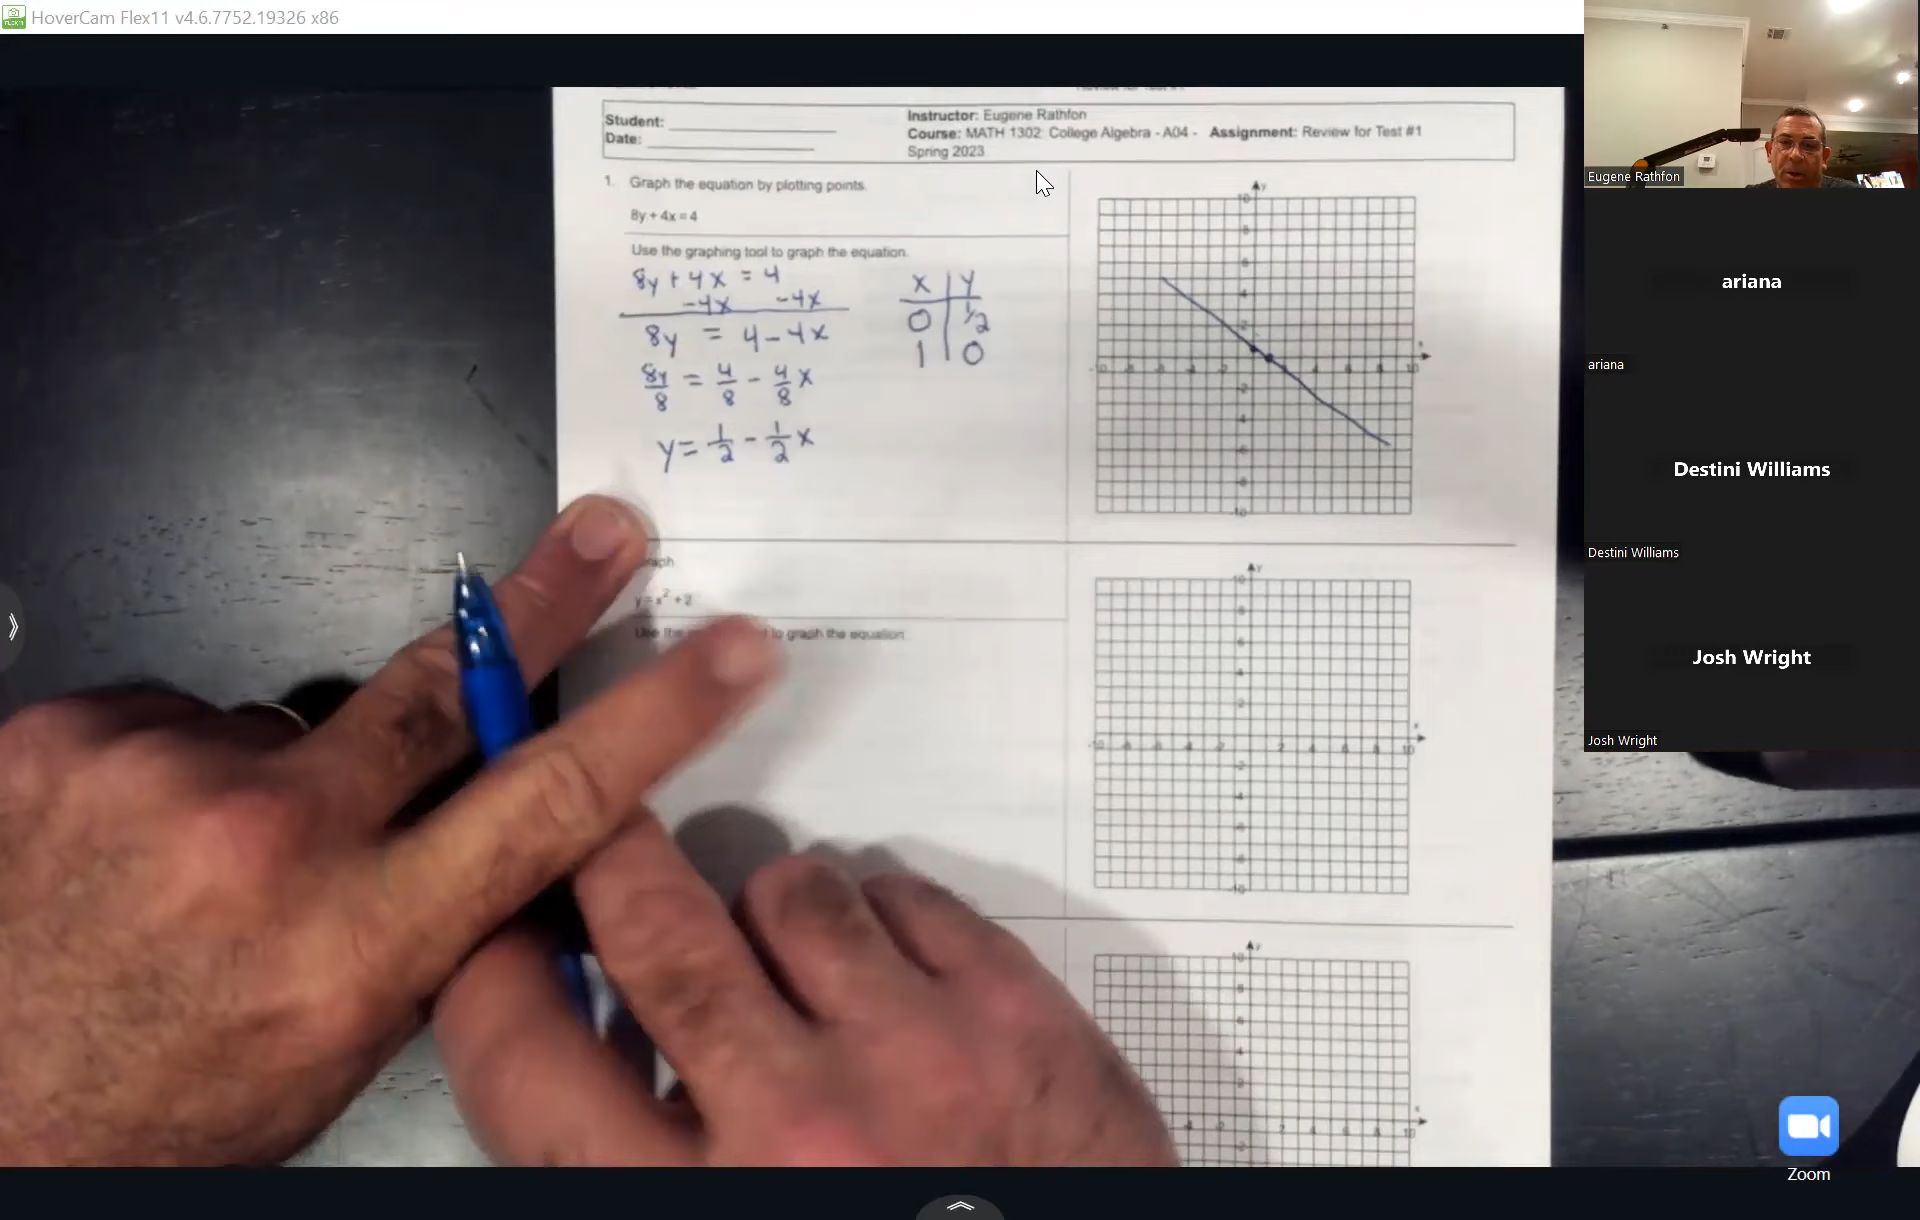 HoverCam Flex11 v4.6.7752.19326 x86
Student:
Date:
Instructor: Eugene Rathfon
Course: MATH 1302: College Algebra - A04 -
Spring 2023
Assignment: Review for Test #1
1. Graph the equation by plotting points.
8y + 4x = 4
Use the graphing tool to graph the equation.
8y + 4x = 4
-4x -4x
8y = 4 - 4x
8y/8 = 4/8 - 4/8 x
y = 1/2 - 1/2 x
X Y
0 1/2
1 0
y = x² + 2
Use the to graph the equation.
Eugene Rathfon
ariana
ariana
Destini Williams
Destini Williams
Josh Wright
Josh Wright
Zoom